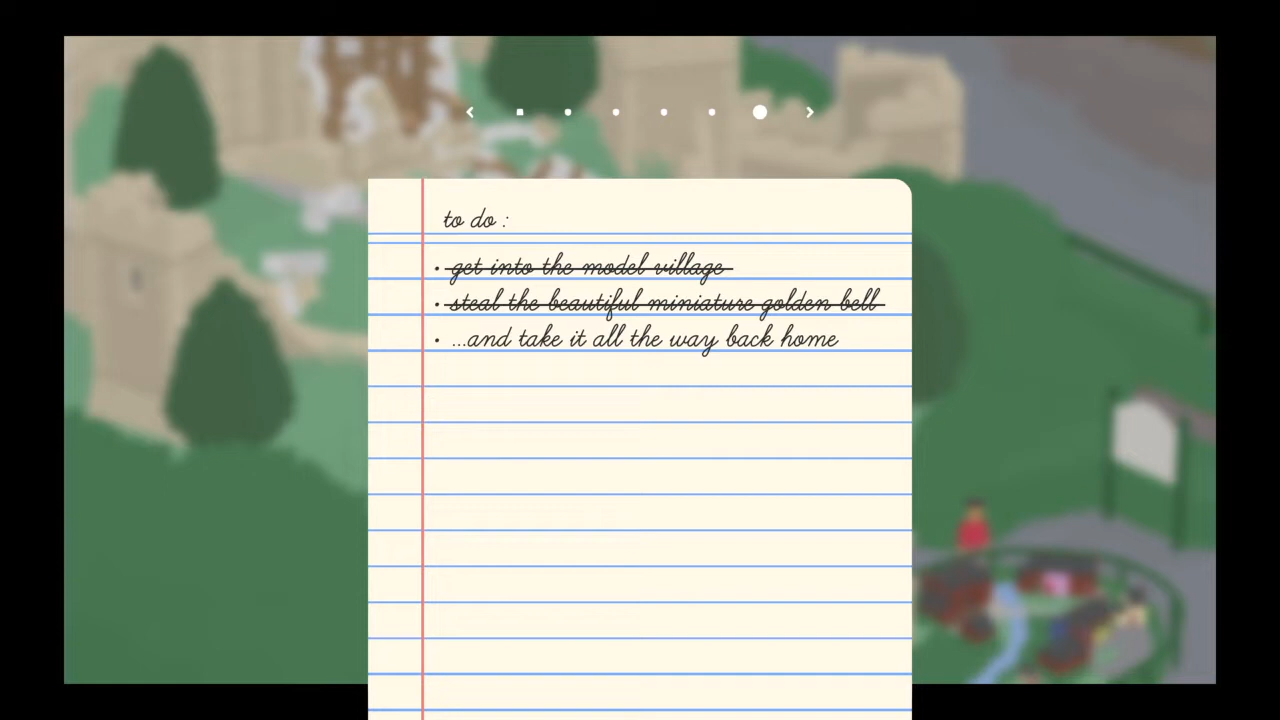 to do :
• get into the model village
• steal the beautiful miniature golden bell
• ...and take it all the way back home